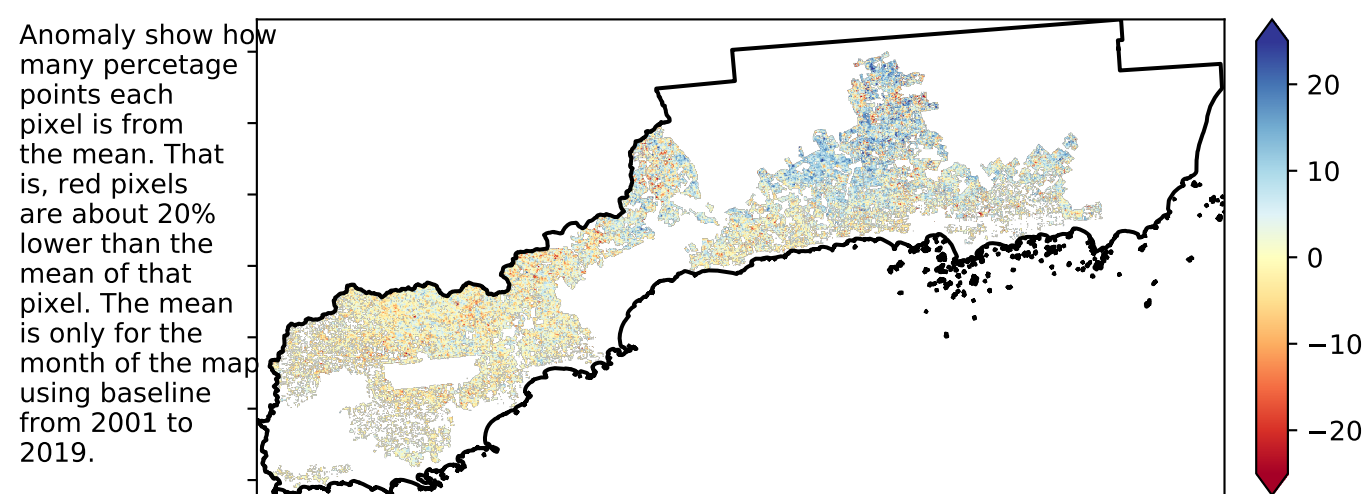 Anomaly show how
many percetage
points each
pixel is from
the mean. That
is, red pixels
are about 20%
lower than the
mean of that
pixel. The mean
is only for the
month of the map
using baseline
from 2001 to
2019.
20
10
0
−10
−20